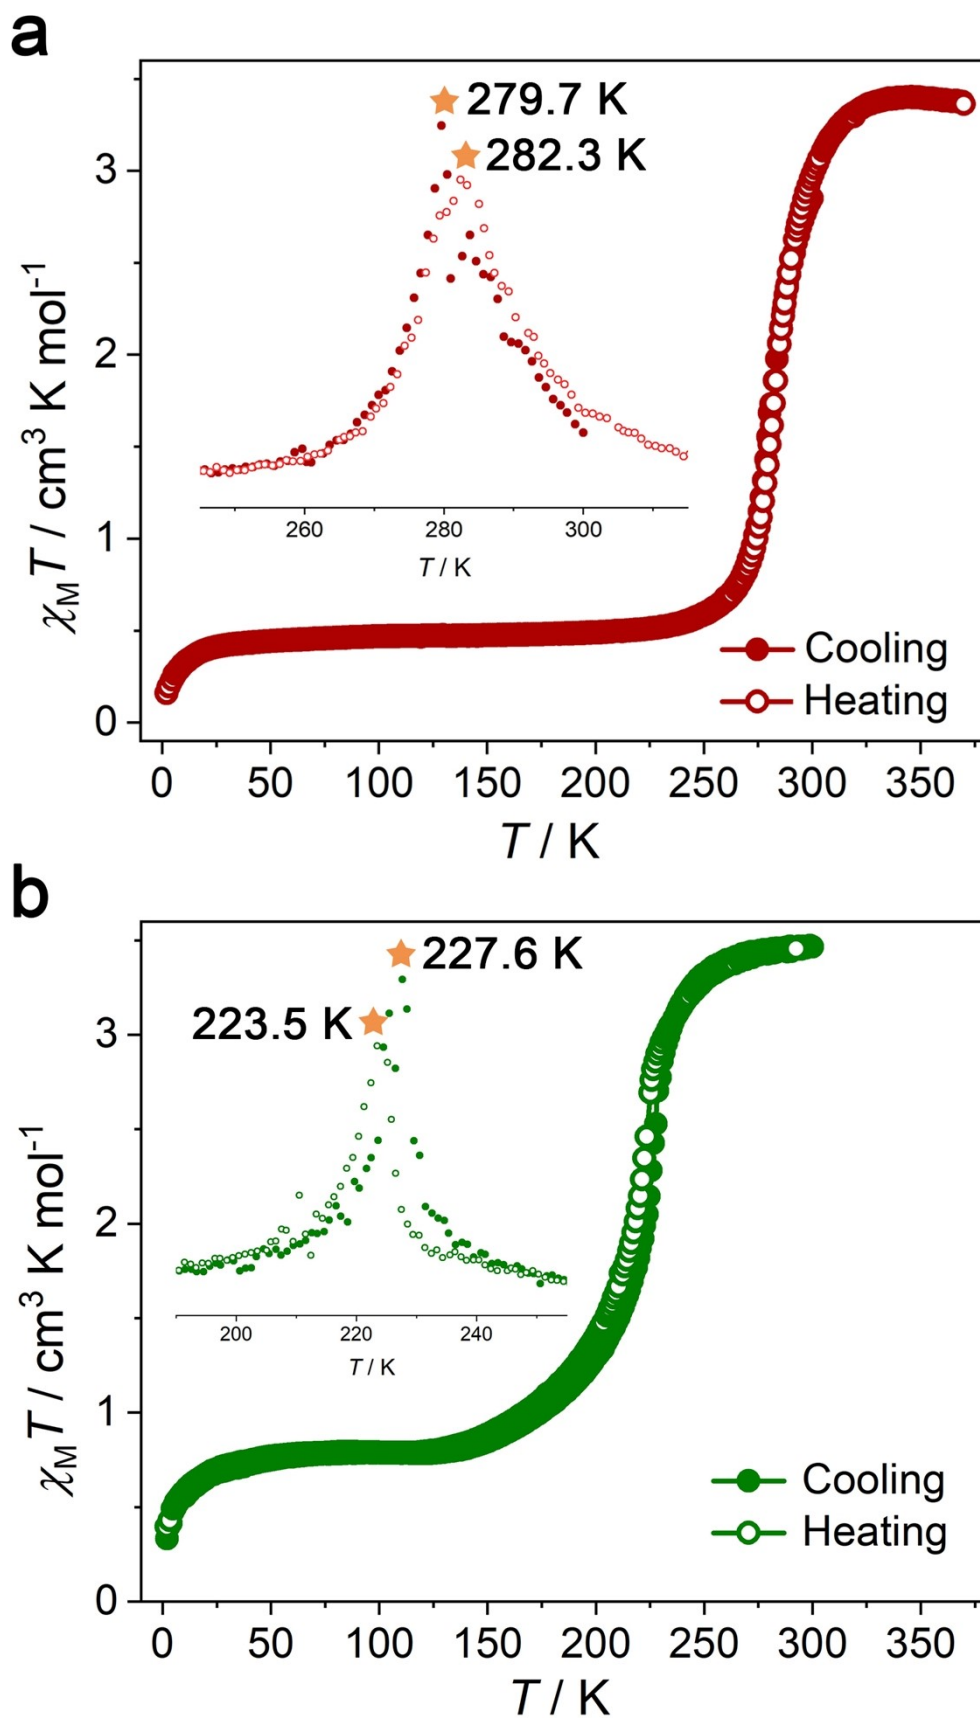 a
279.7 K
282.3 K
260 280 300
T / K
χMT / cm³ K mol⁻¹
3
2
1
0
Cooling
Heating
0 50 100 150 200 250 300 350
T / K
b
227.6 K
223.5 K
200 220 240
T / K
χMT / cm³ K mol⁻¹
3
2
1
0
Cooling
Heating
0 50 100 150 200 250 300 350
T / K